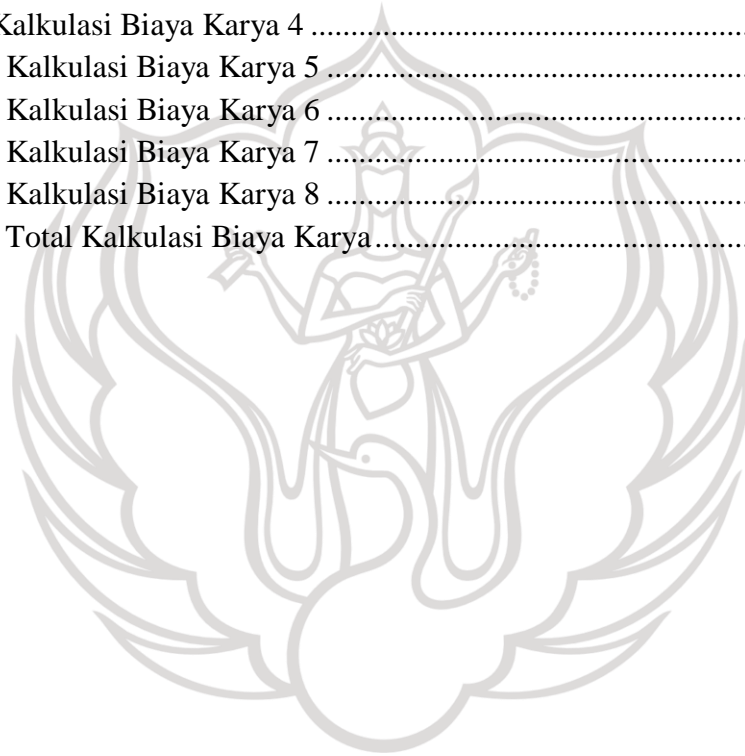 Kalkulasi Biaya Karya 4 ..........................................................
Kalkulasi Biaya Karya 5 ........................................................
Kalkulasi Biaya Karya 6 ........................................................
Kalkulasi Biaya Karya 7 ........................................................
Kalkulasi Biaya Karya 8 ........................................................
Total Kalkulasi Biaya Karya..................................................